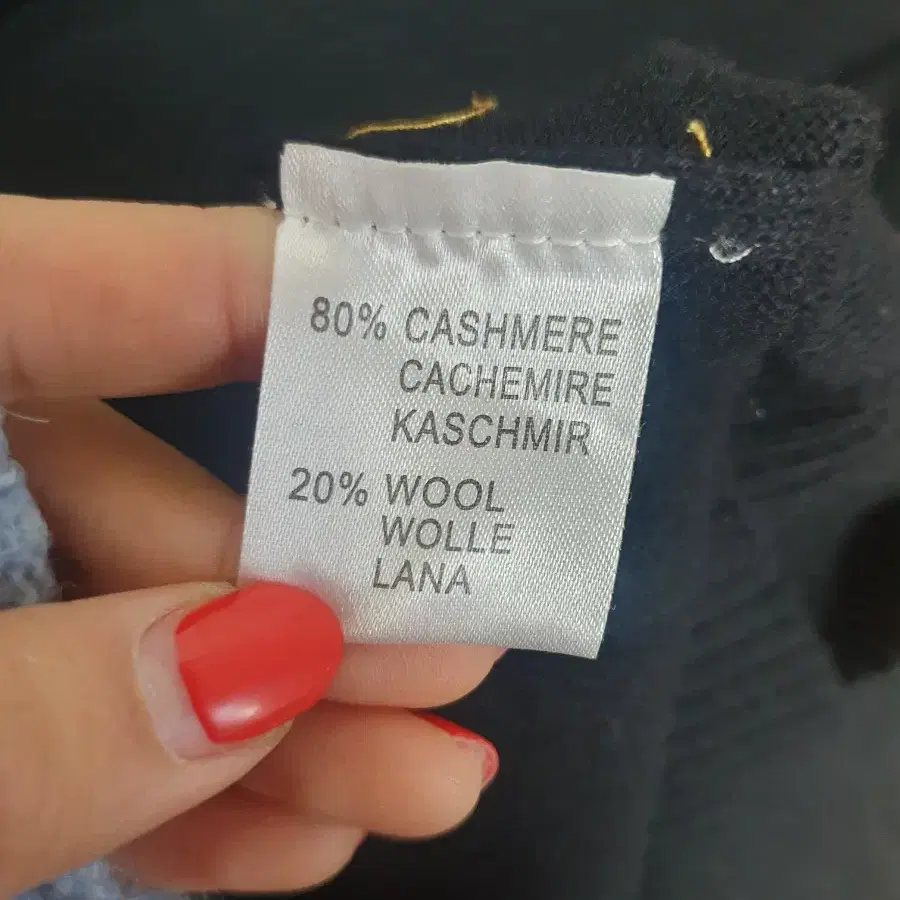 80% CASHMERE
CACHEMIRE
KASCHMIR
20% WOOL
WOLLE
LANA